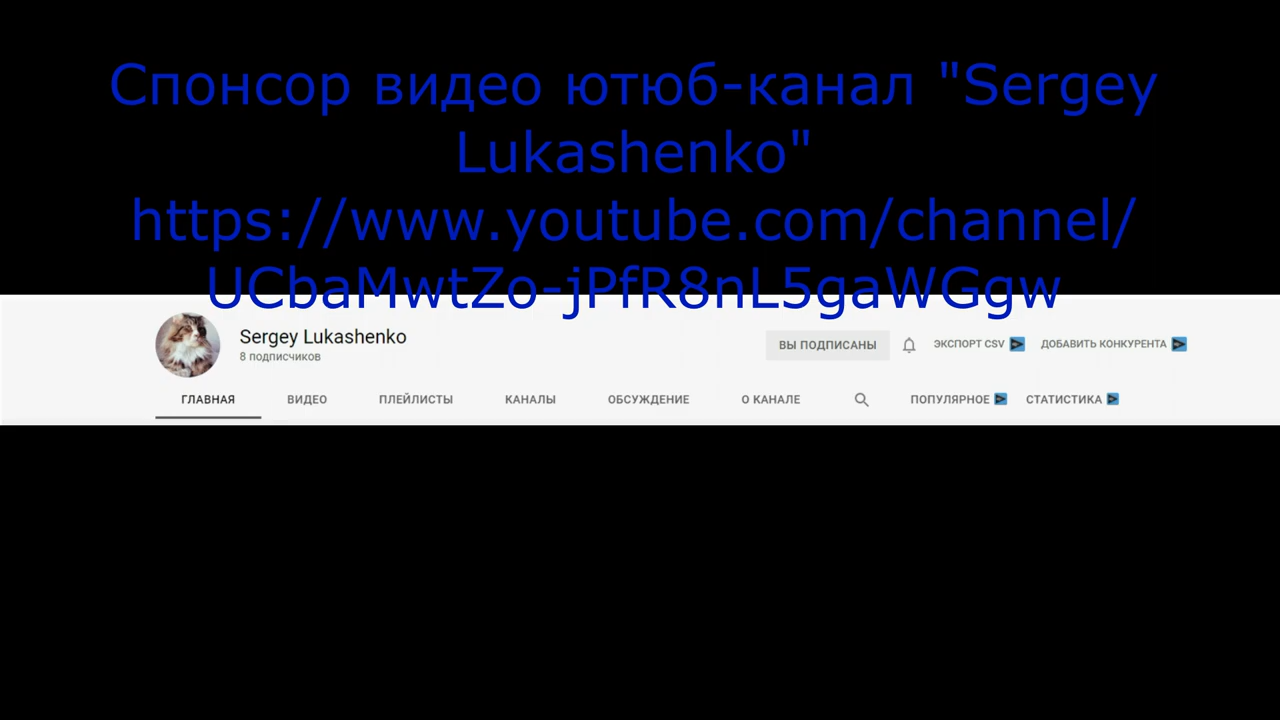 Спонсор видео ютюб-канал "Sergey
Lukashenko"
https://www.youtube.com/channel/
UCbaMwtZo-jPfR8nL5gaWGgw
Sergey Lukashenko
8 подписчиков
ВЫ ПОДПИСАНЫ ЭКСПОРТ CSV ДОБАВИТЬ КОНКУРЕНТА
ГЛАВНАЯ ВИДЕО ПЛЕЙЛИСТЫ КАНАЛЫ ОБСУЖДЕНИЕ О КАНАЛЕ ПОПУЛЯРНОЕ СТАТИСТИКА